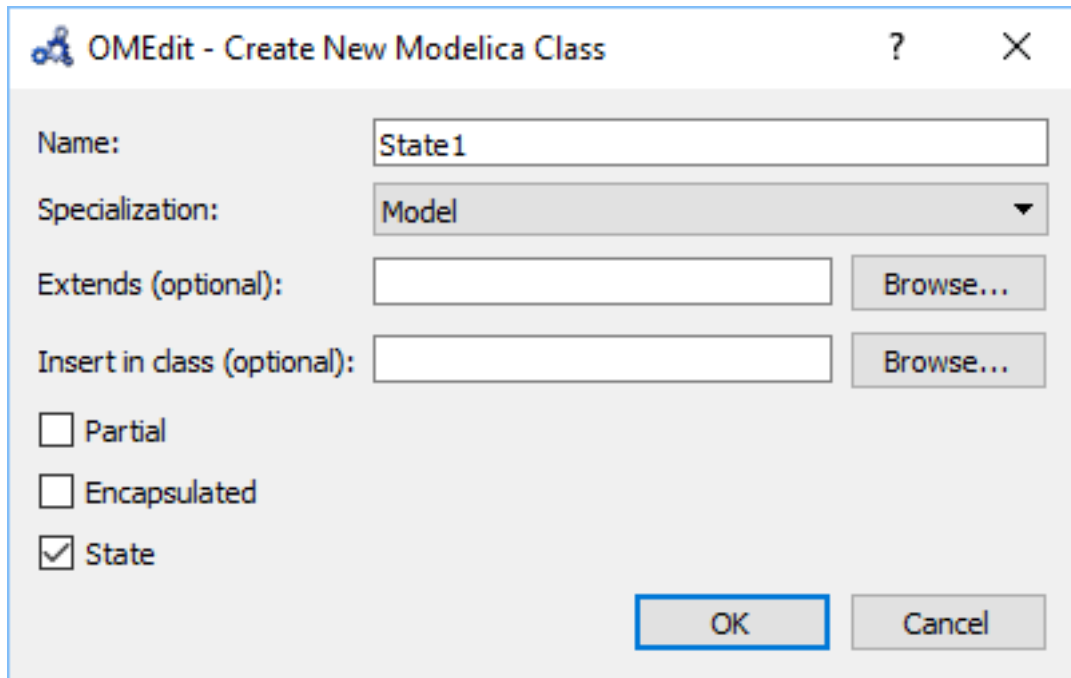 OMEdit - Create New Modelica Class ?
Name: State1
Specialization: Model
Extends (optional): Browse...
Insert in class (optional): Browse...
Partial
Encapsulated
State
OK Cancel